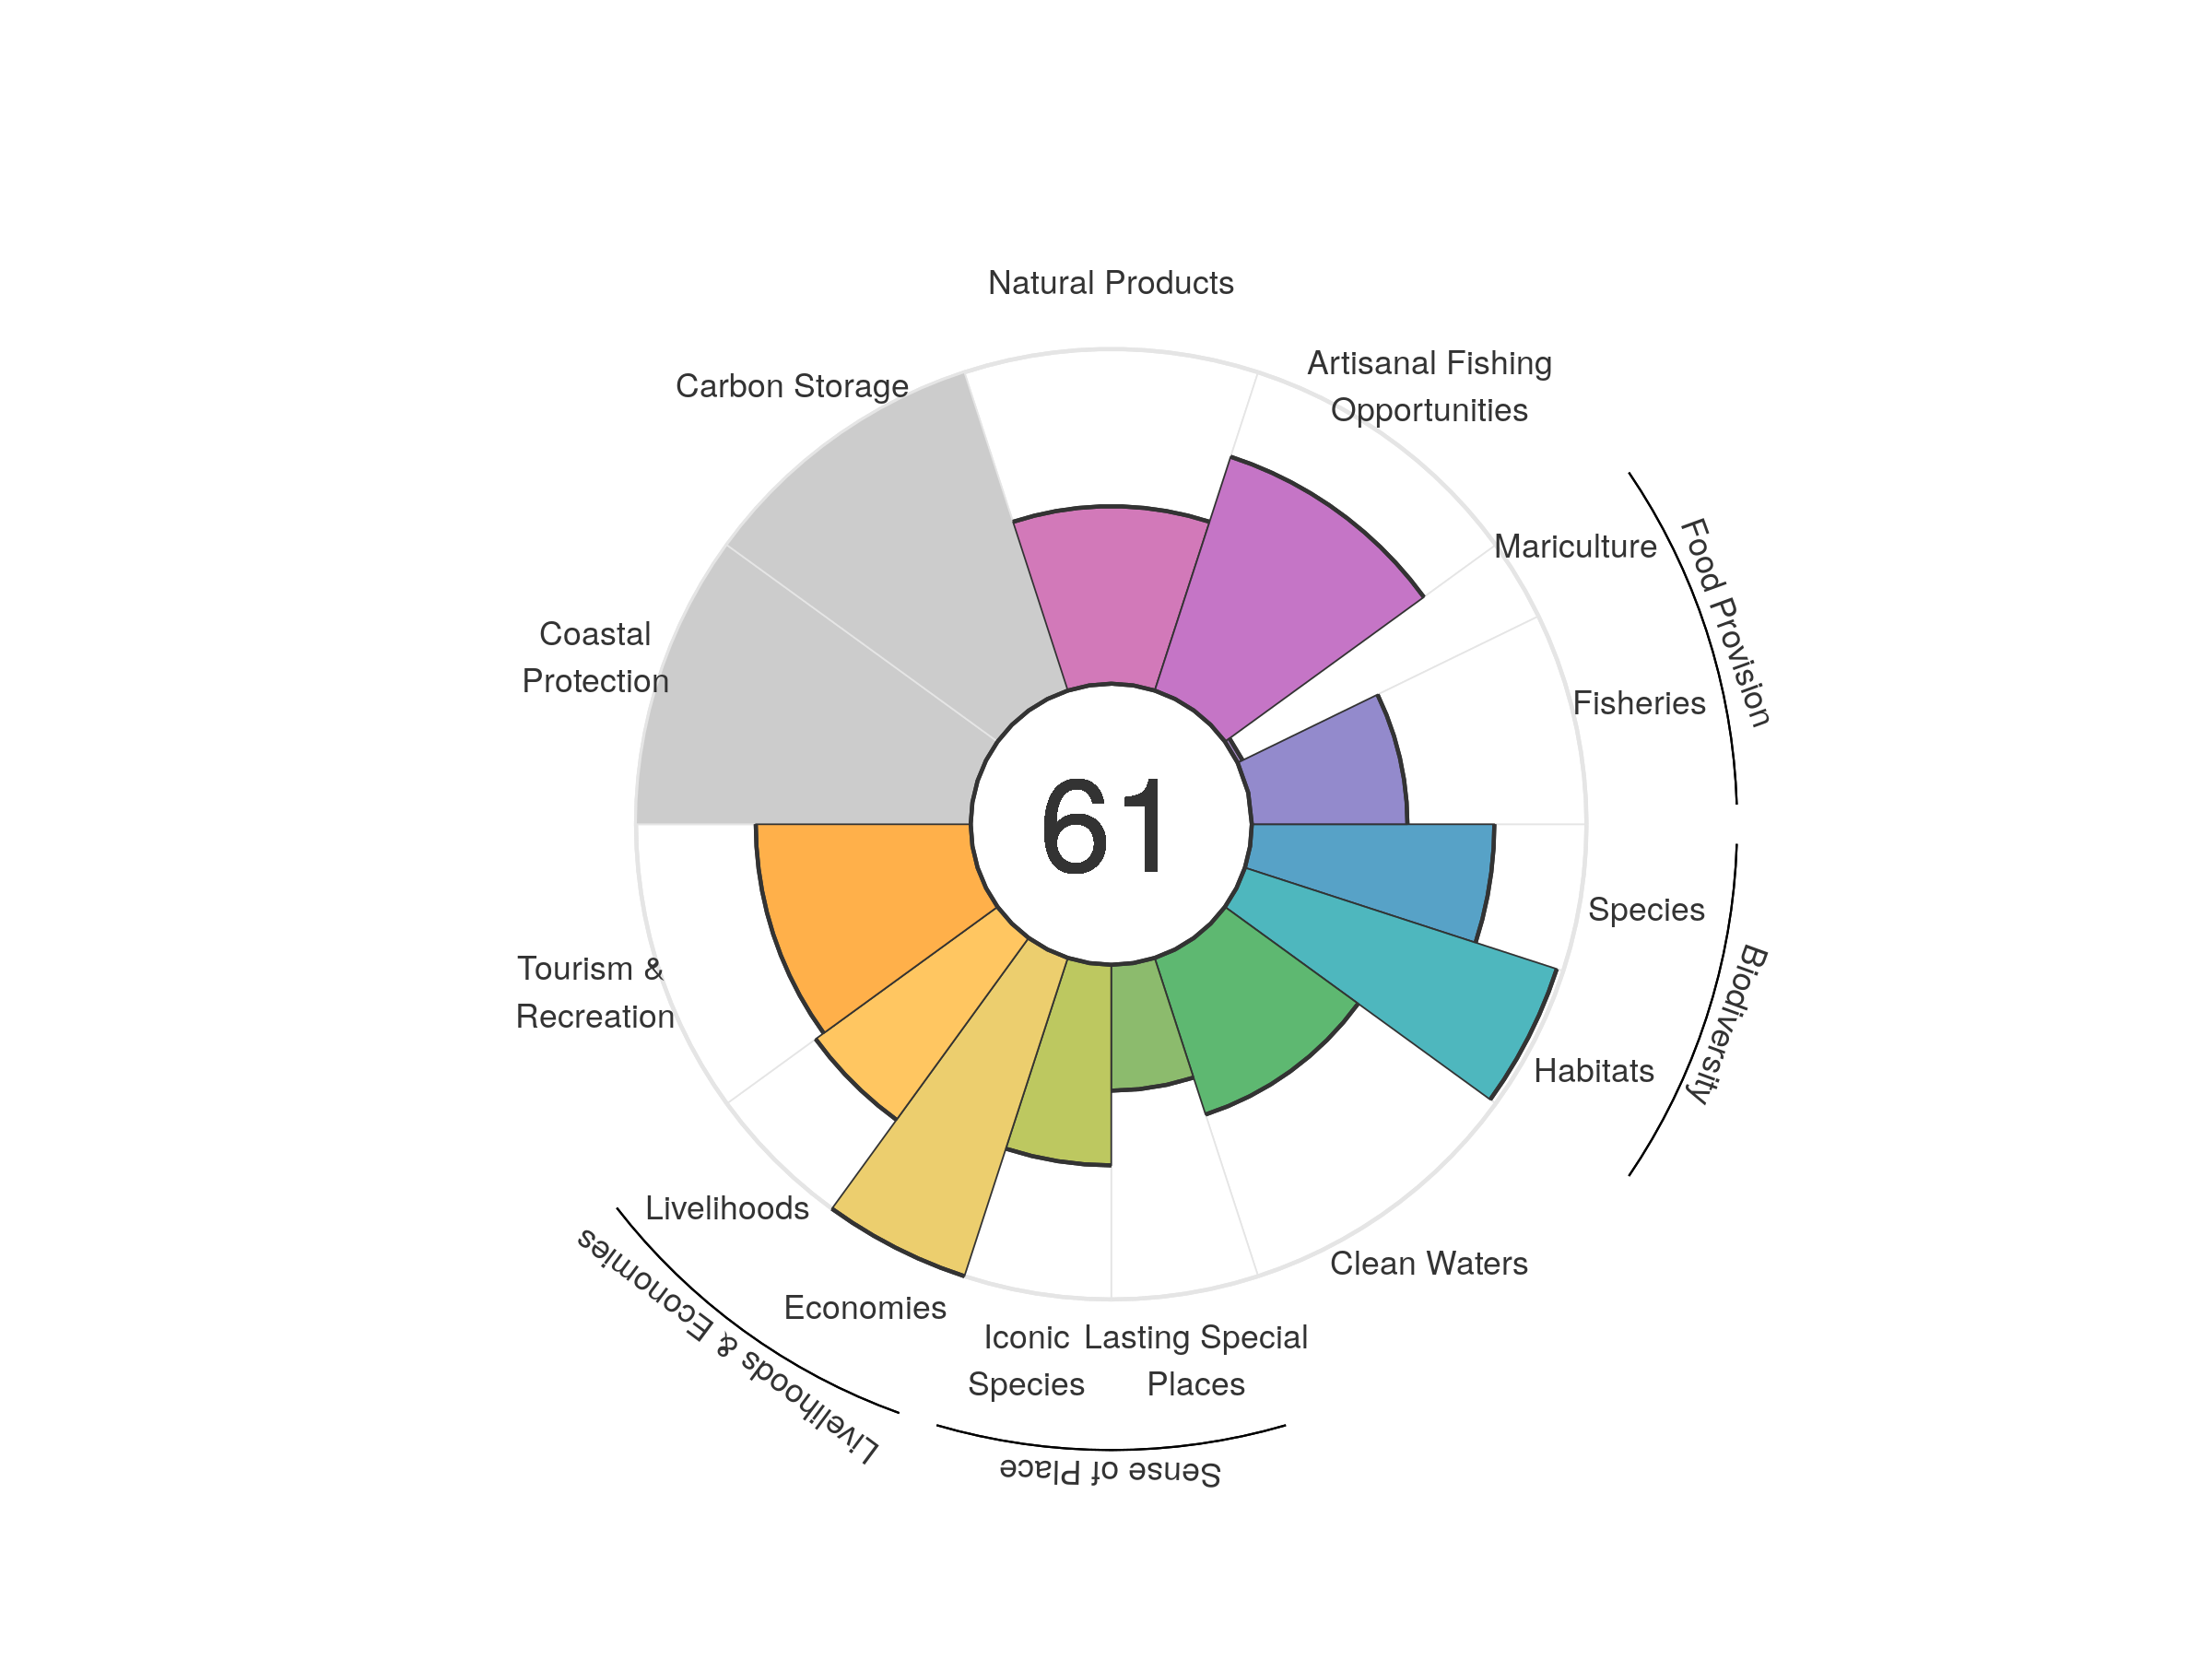 Natural Products
Artisanal Fishing
Opportunities
Carbon Storage
Mariculture
Food Provision
Coastal
Protection
Fisheries
61
Species
Biodiversity
Tourism &
Recreation
Habitats
Livelihoods
Clean Waters
Livelihoods & Economies
Economies
Iconic
Species
Lasting Special
Places
Sense of Place